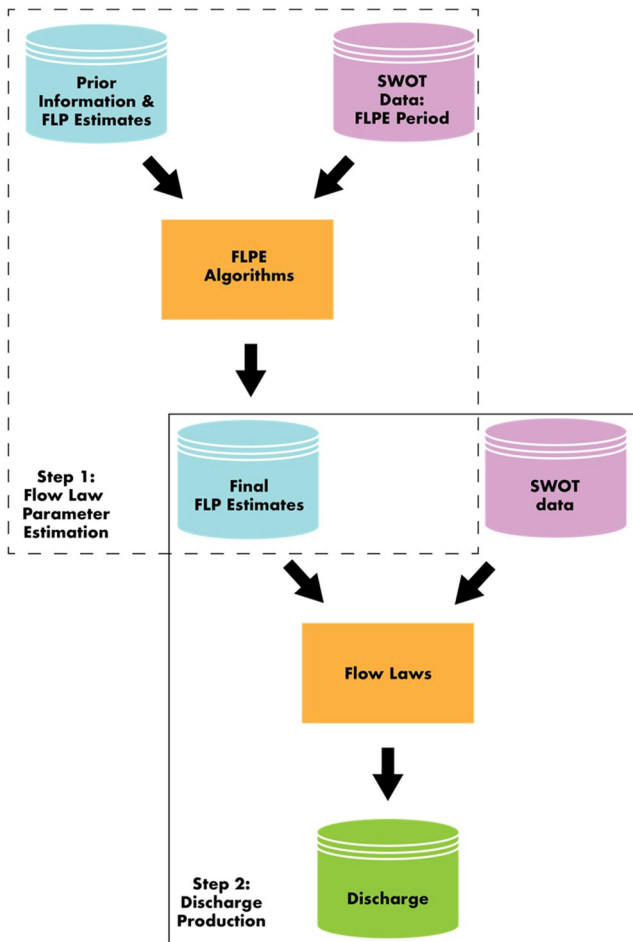 Prior
Information &
FLP Estimates
SWOT
Data:
FLPE Period
FLPE
Algorithms
Step 1:
Flow Law
Parameter
Estimation
Final
FLP Estimates
SWOT
data
Flow Laws
Step 2:
Discharge
Production
Discharge